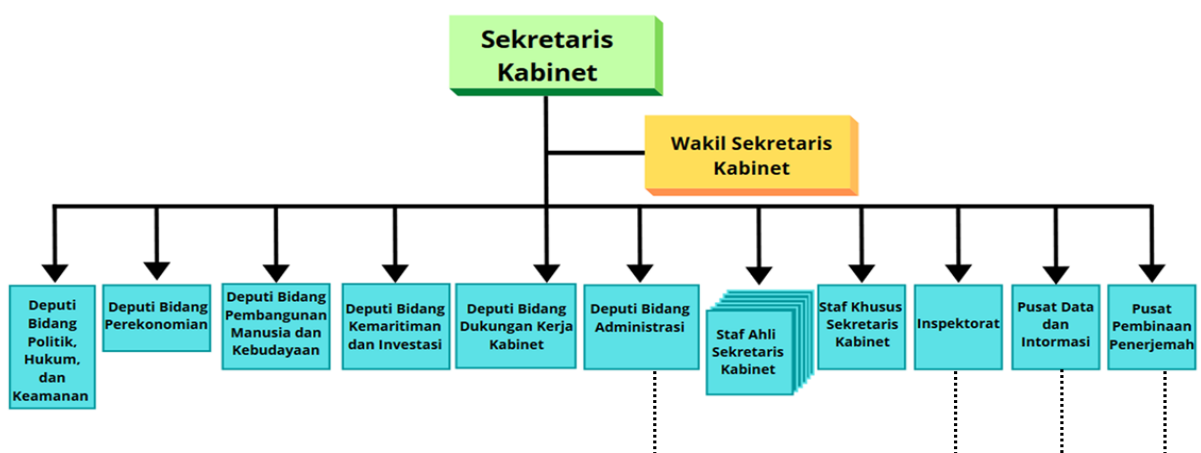 Sekretaris
Kabinet
Wakil Sekretaris
Kabinet
Deputi
Bidang
Politik,
Hukum,
dan
Keamanan
Deputi Bidang
Perekonomian
Deputi Bidang
Pembangunan
Manusia dan
Kebudayaan
Deputi Bidang
Kemaritiman
dan Investasi
Deputi Bidang
Dukungan Kerja
Kabinet
Deputi Bidang
Administrasi
Staf Ahli
Sekretaris
Kabinet
Staf Khusus
Sekretaris
Kabinet
Inspektorat
Pusat Data
dan
Intormasi
Pusat
Pembinaan
Penerjemah